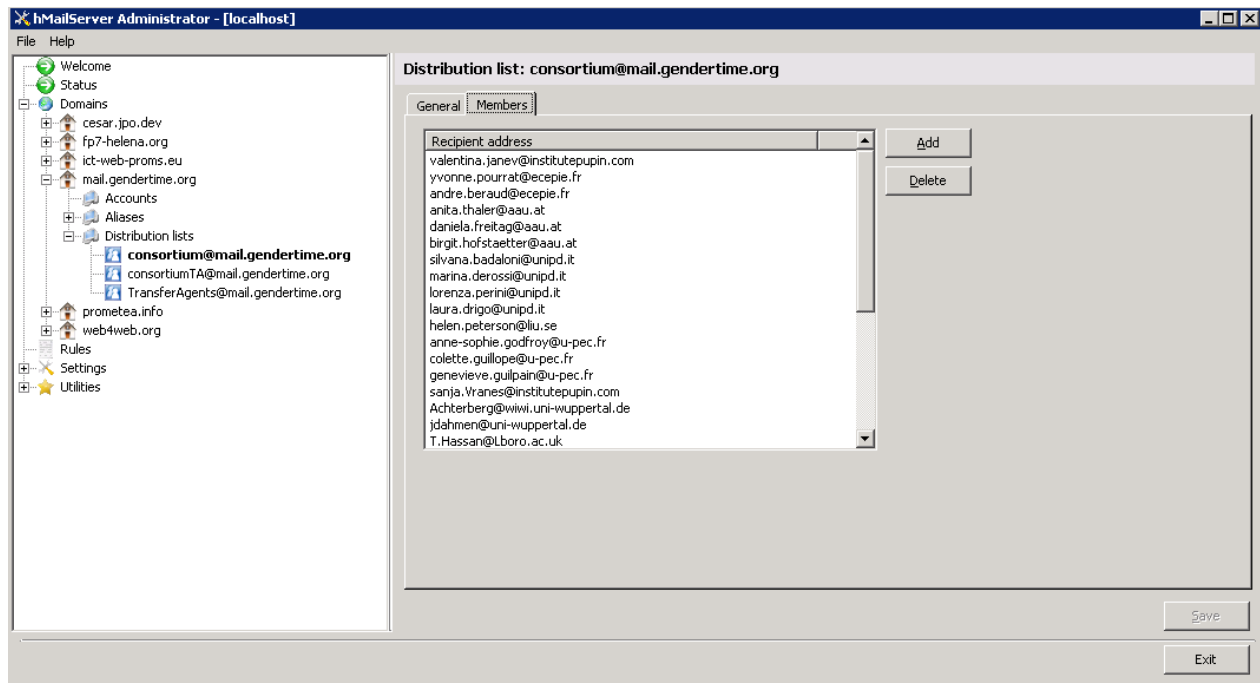 hMailServer Administrator - [localhost]
File Help
Welcome
Status
Domains
cesar.jpo.dev
fp7-helena.org
ict-web-proms.eu
mail.gendertime.org
Accounts
Aliases
Distribution lists
consortium@mail.gendertime.org
consortiumTA@mail.gendertime.org
TransferAgents@mail.gendertime.org
prometea.info
web4web.org
Rules
Settings
Utilities
Distribution list: consortium@mail.gendertime.org
General Members
Recipient address
valentina.janev@institutepupin.com
yvonne.pourrat@ecepie.fr
andre.beraud@ecepie.fr
anita.thaler@aau.at
daniela.freitag@aau.at
birgit.hofstaetter@aau.at
silvana.badaloni@unipd.it
marina.derossi@unipd.it
lorenza.perini@unipd.it
laura.drigo@unipd.it
helen.peterson@liu.se
anne-sophie.godfroy@u-pec.fr
colette.guillope@u-pec.fr
genevieve.guilpain@u-pec.fr
sanja.Vranes@institutepupin.com
Achterberg@wiwi.uni-wuppertal.de
jdahmen@uni-wuppertal.de
T.Hassan@Lboro.ac.uk
Add
Delete
Save
Exit